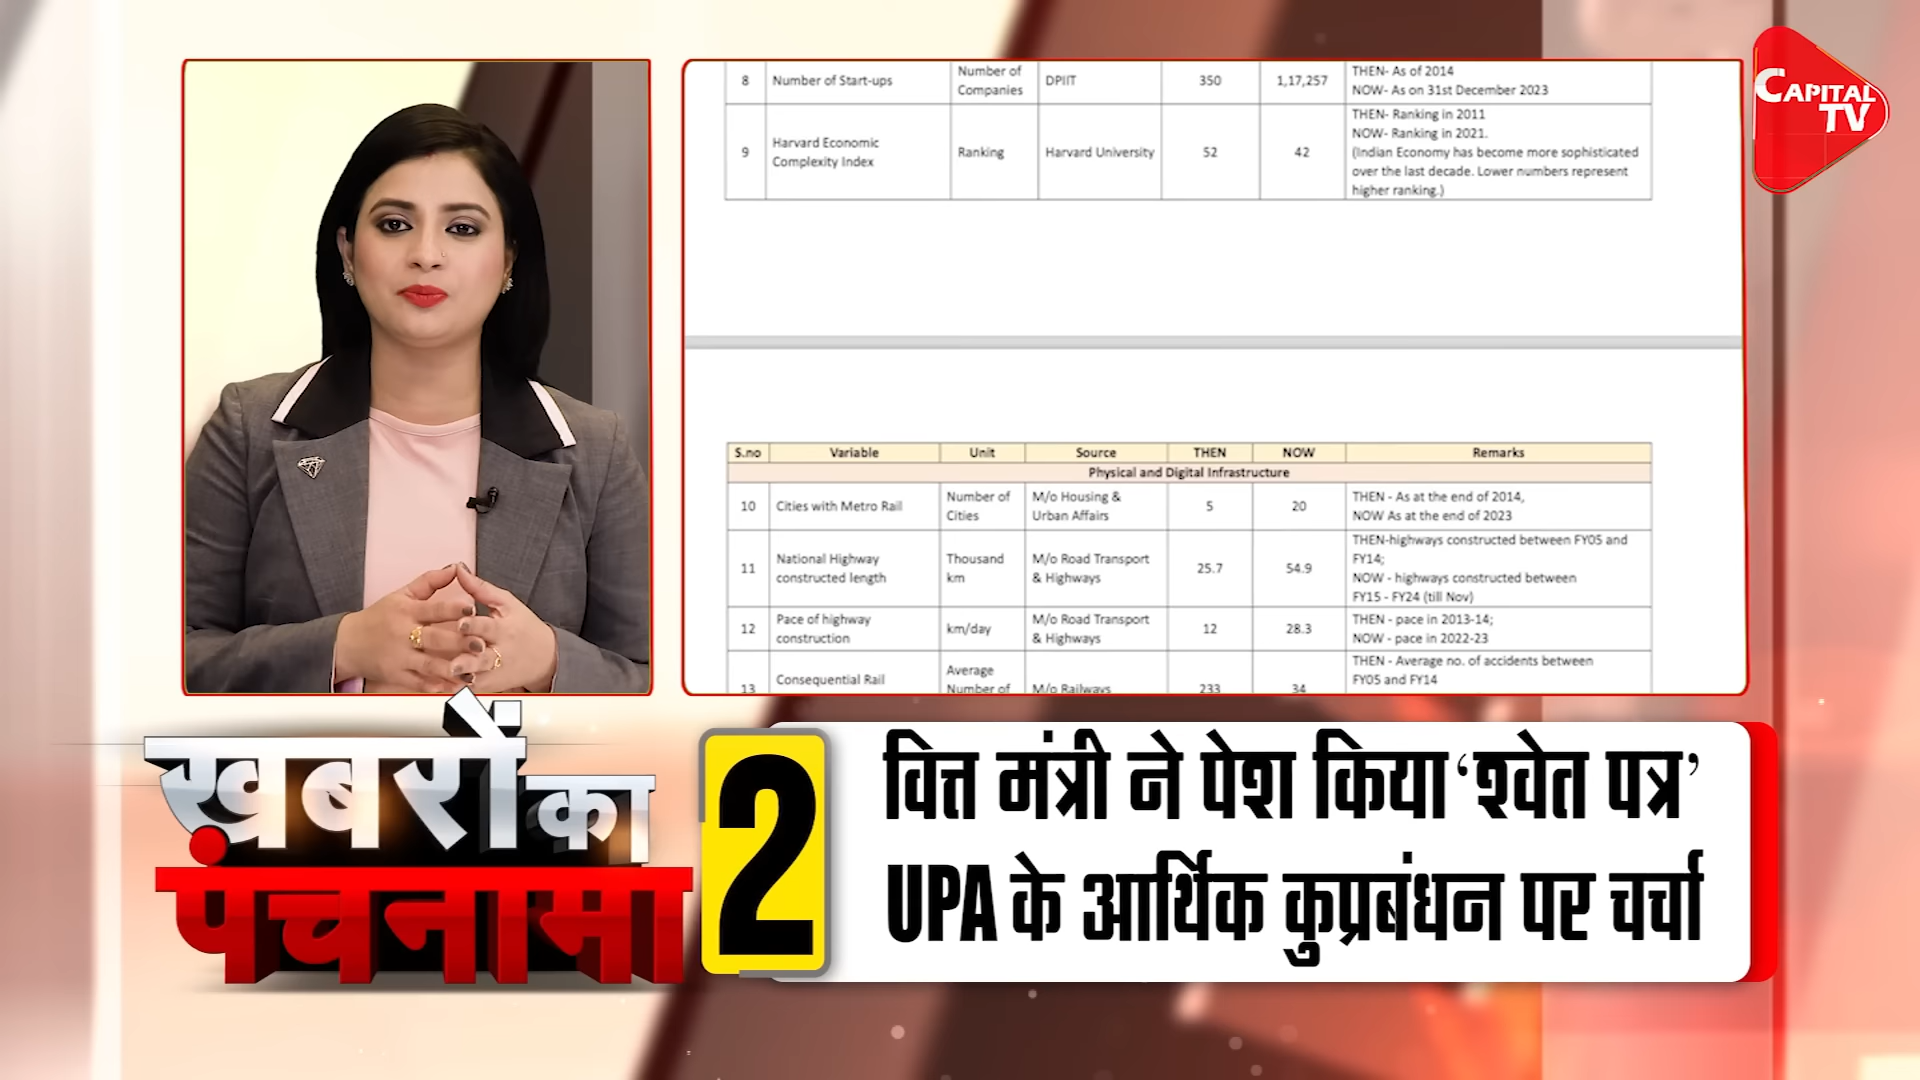 CAPITAL
TV
8 Number of Start-ups Number of Companies DPIIT 350 1,17,257 THEN- As of 2014
NOW- As on 31st December 2023
9 Harvard Economic Complexity Index Ranking Harvard University 52 42 THEN- Ranking in 2011
NOW- Ranking in 2021.
(Indian Economy has become more sophisticated
over the last decade. Lower numbers represent
higher ranking.)
S.no Variable Unit Source THEN NOW Remarks
Physical and Digital Infrastructure
10 Cities with Metro Rail Number of Cities M/o Housing & Urban Affairs 5 20 THEN - As at the end of 2014,
NOW As at the end of 2023
11 National Highway constructed length Thousand km M/o Road Transport & Highways 25.7 54.9 THEN-highways constructed between FY05 and
FY14;
NOW - highways constructed between
FY15 - FY24 (till Nov)
12 Pace of highway construction km/day M/o Road Transport & Highways 12 28.3 THEN - pace in 2013-14;
NOW - pace in 2022-23
13 Consequential Rail Average Number of M/o Railways 233 34 THEN - Average no. of accidents between
FY05 and FY14
खबरों का
पंचनामा
2
वित्त मंत्री ने पेश किया ‘श्वेत पत्र’
UPA के आर्थिक कुप्रबंधन पर चर्चा